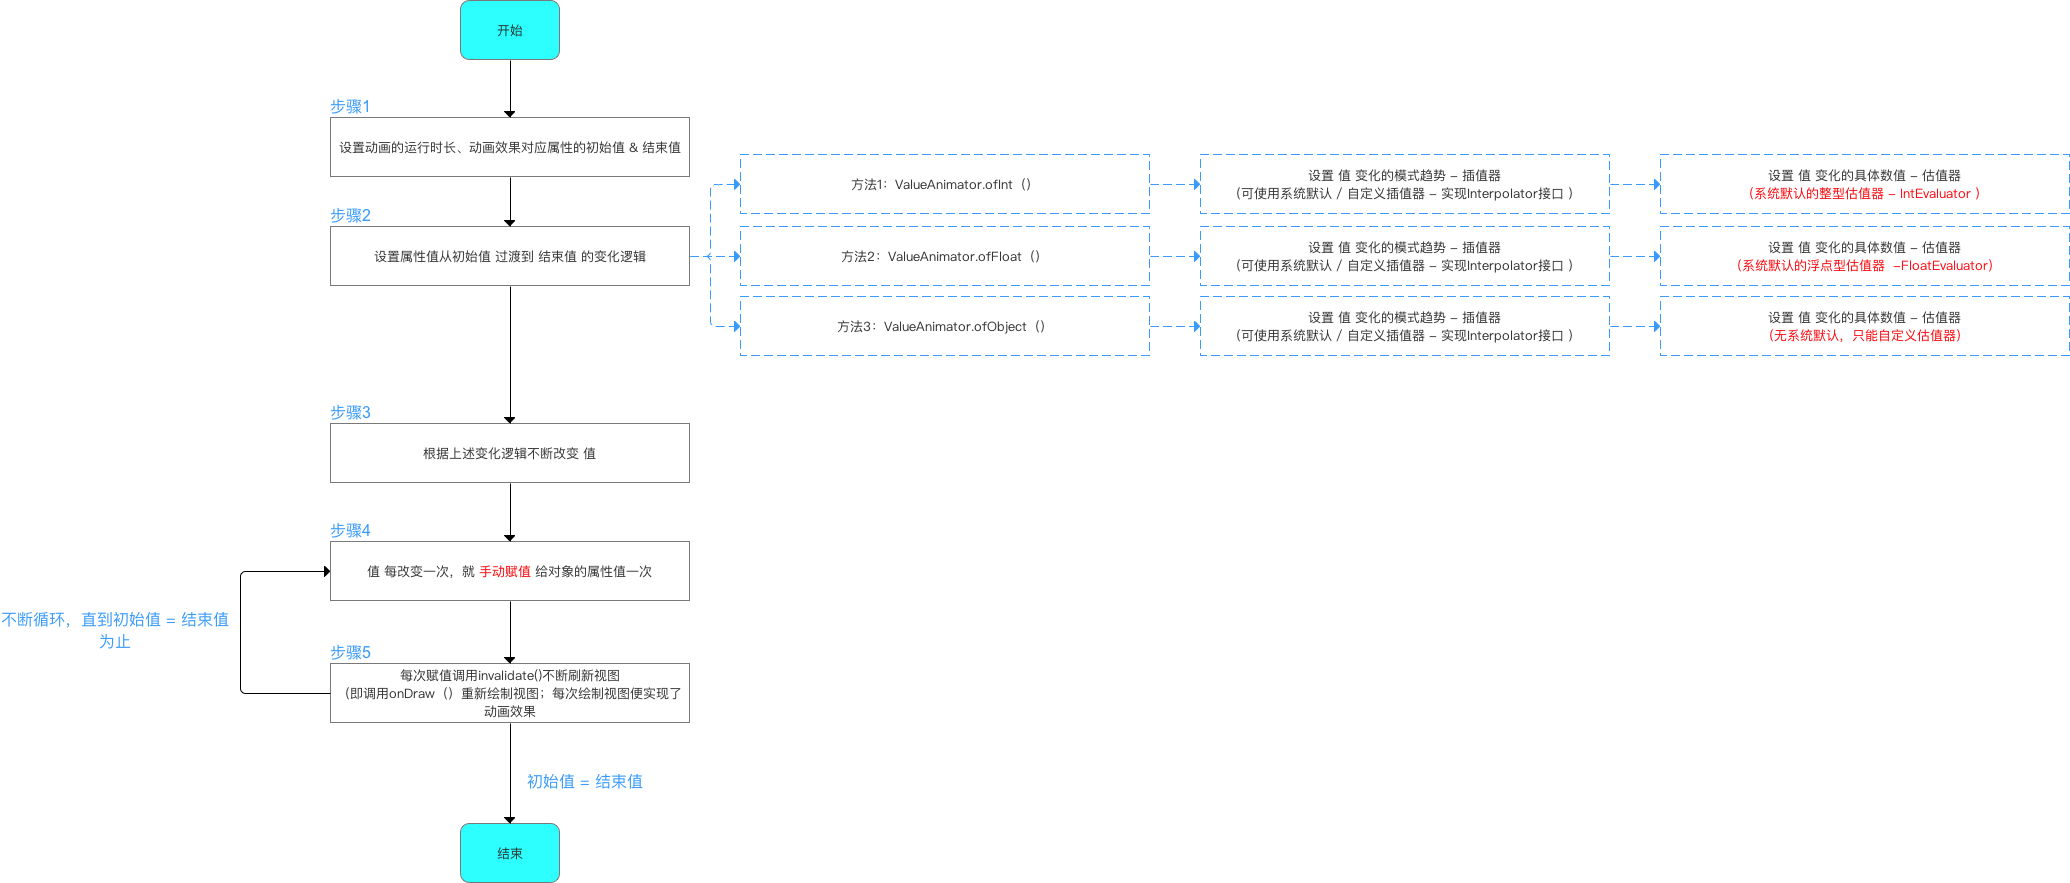 开始
步骤1
设置动画的运行时长、动画效果对应属性的初始值 & 结束值
步骤2
设置属性值从初始值 过渡到 结束值 的变化逻辑
方法1：ValueAnimator.ofInt（）
设置 值 变化的模式趋势 – 插值器
（可使用系统默认 / 自定义插值器 – 实现Interpolator接口 ）
设置 值 变化的具体数值 – 估值器
（系统默认的整型估值器 – IntEvaluator ）
方法2：ValueAnimator.ofFloat（）
设置 值 变化的模式趋势 – 插值器
（可使用系统默认 / 自定义插值器 – 实现Interpolator接口 ）
设置 值 变化的具体数值 – 估值器
（系统默认的浮点型估值器 –FloatEvaluator）
方法3：ValueAnimator.ofObject（）
设置 值 变化的模式趋势 – 插值器
（可使用系统默认 / 自定义插值器 – 实现Interpolator接口 ）
设置 值 变化的具体数值 – 估值器
（无系统默认，只能自定义估值器）
步骤3
根据上述变化逻辑不断改变 值
步骤4
值 每改变一次，就 手动赋值 给对象的属性值一次
不断循环，直到初始值 = 结束值
为止
步骤5
每次赋值调用invalidate()不断刷新视图
（即调用onDraw（）重新绘制视图；每次绘制视图便实现了
动画效果
初始值 = 结束值
结束